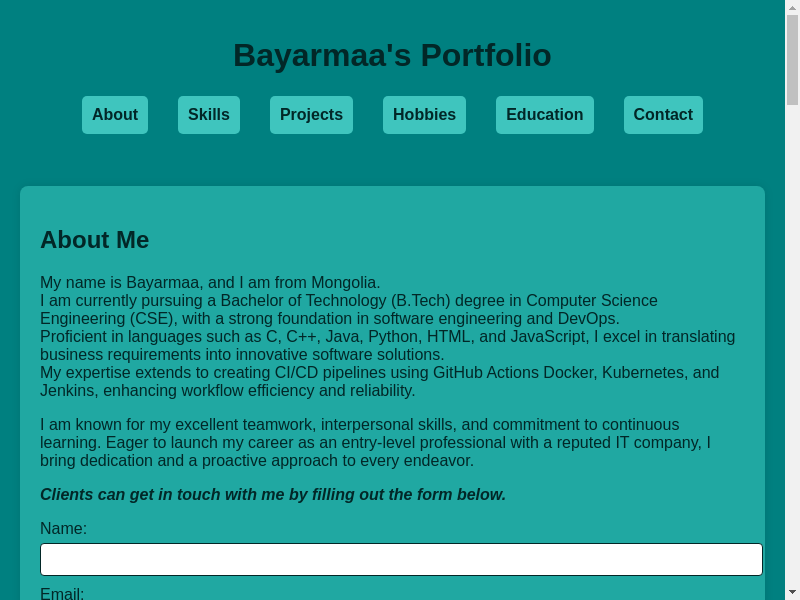 Bayarmaa's Portfolio
About Skills Projects Hobbies Education Contact
About Me
My name is Bayarmaa, and I am from Mongolia.
I am currently pursuing a Bachelor of Technology (B.Tech) degree in Computer Science
Engineering (CSE), with a strong foundation in software engineering and DevOps.
Proficient in languages such as C, C++, Java, Python, HTML, and JavaScript, I excel in translating
business requirements into innovative software solutions.
My expertise extends to creating CI/CD pipelines using GitHub Actions Docker, Kubernetes, and
Jenkins, enhancing workflow efficiency and reliability.
I am known for my excellent teamwork, interpersonal skills, and commitment to continuous
learning. Eager to launch my career as an entry-level professional with a reputed IT company, I
bring dedication and a proactive approach to every endeavor.
Clients can get in touch with me by filling out the form below.
Name:
Email: